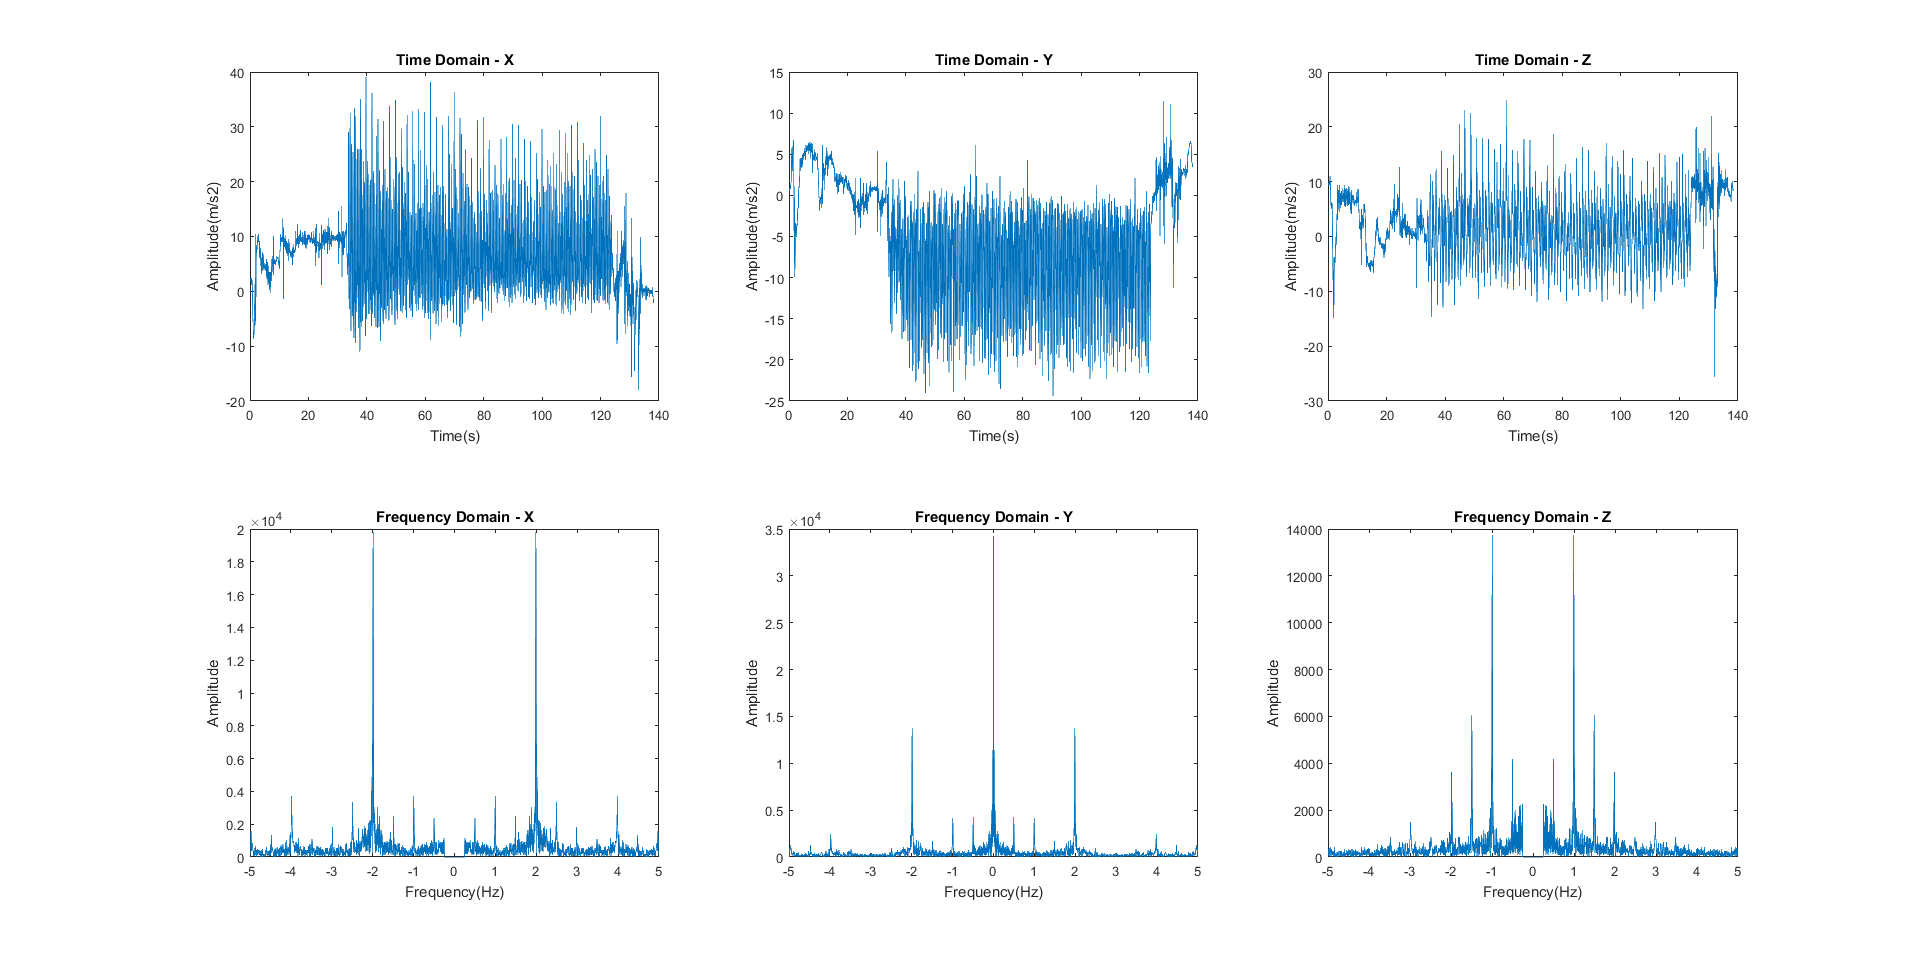 Time Domain - X
Amplitude(m/s2)
40
30
20
10
0
-10
-20
0 20 40 60 80 100 120 140
Time(s)
Time Domain - Y
Amplitude(m/s2)
15
10
5
0
-5
-10
-15
-20
-25
0 20 40 60 80 100 120 140
Time(s)
Time Domain - Z
Amplitude(m/s2)
30
20
10
0
-10
-20
-30
0 20 40 60 80 100 120 140
Time(s)
×10⁴
Frequency Domain - X
Amplitude
2
1.8
1.6
1.4
1.2
1
0.8
0.6
0.4
0.2
0
-5 -4 -3 -2 -1 0 1 2 3 4 5
Frequency(Hz)
×10⁴
Frequency Domain - Y
Amplitude
3.5
3
2.5
2
1.5
1
0.5
0
-5 -4 -3 -2 -1 0 1 2 3 4 5
Frequency(Hz)
Frequency Domain - Z
Amplitude
14000
12000
10000
8000
6000
4000
2000
0
-5 -4 -3 -2 -1 0 1 2 3 4 5
Frequency(Hz)